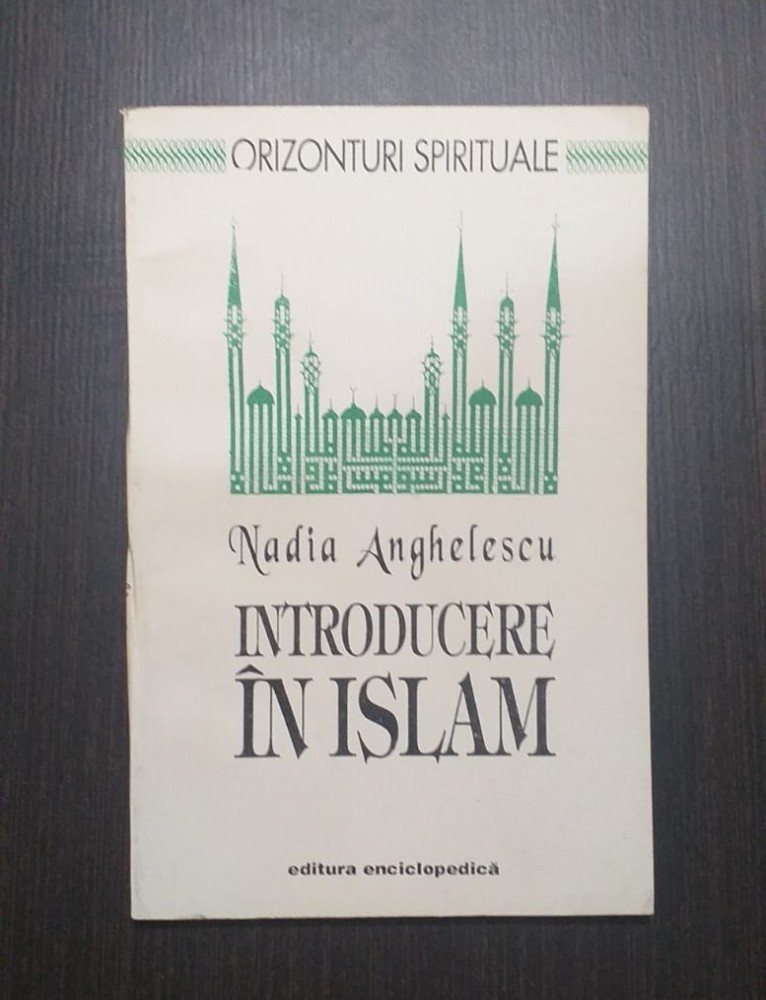 ORIZONTURI SPIRITUALE
Nadia Anghelescu
INTRODUCERE
ÎN ISLAM
editura enciclopedică